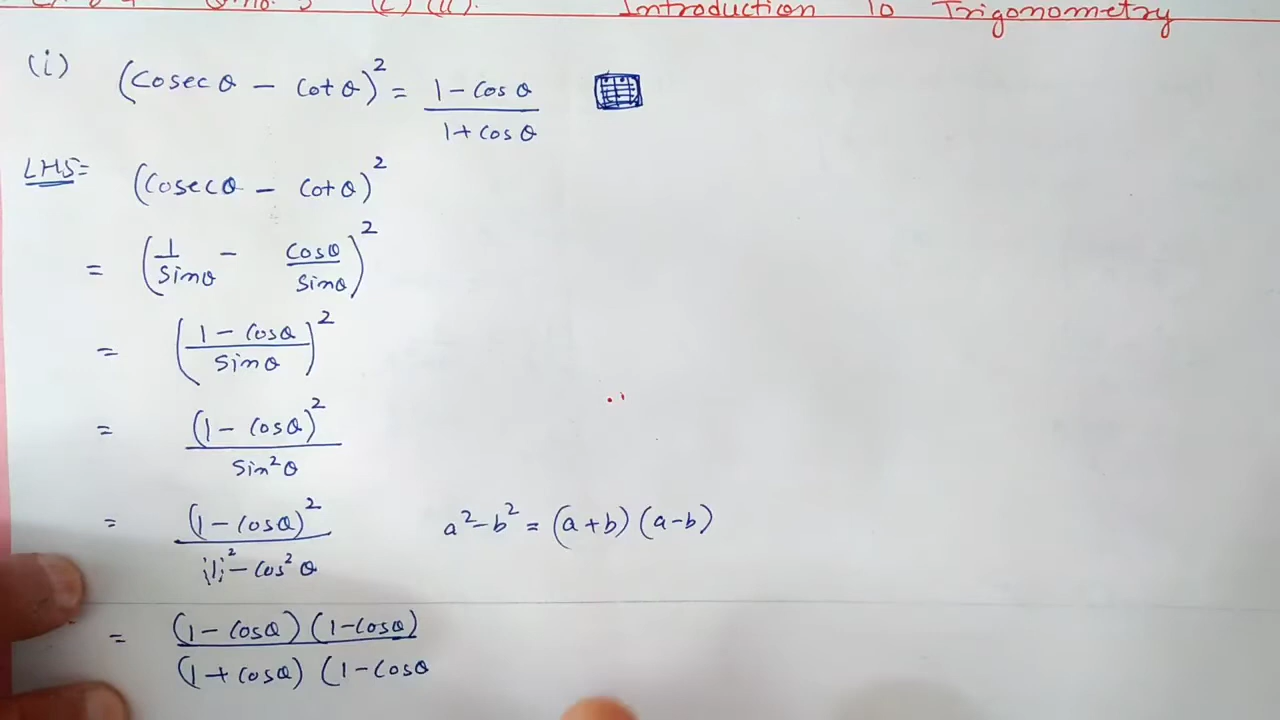 Introduction to Trigonometry
(i) (Cosec θ - Cot θ)² = 1 - Cos θ / 1 + Cos θ
LHS= (Cosec θ - Cot θ)²
= (1/Sin θ - Cos θ/Sin θ)²
= (1 - Cos θ/Sin θ)²
= (1 - Cos θ)²/Sin² θ
= (1 - Cos θ)²/(1)² - Cos² θ a² - b² = (a + b) (a - b)
= (1 - Cos θ) (1 - Cos θ)/(1 + Cos θ) (1 - Cos θ